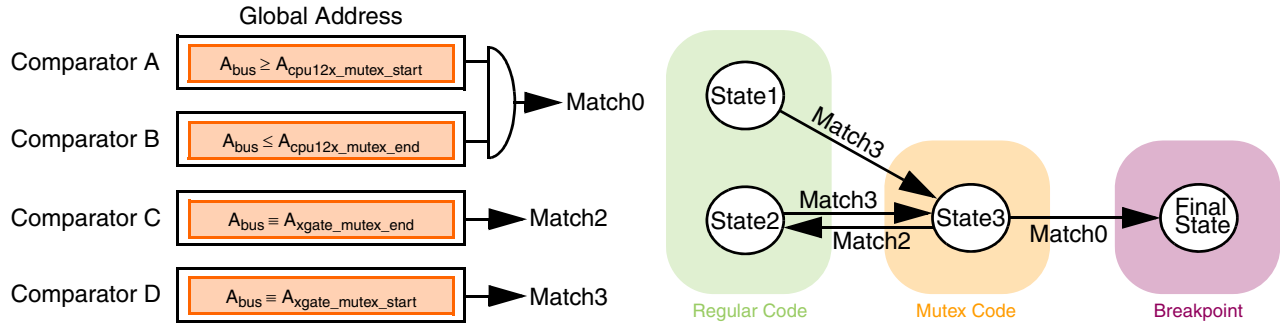 Global Address
Comparator A
A_bus ≥ A_cpu12x_mutex_start
Comparator B
A_bus ≤ A_cpu12x_mutex_end
Match0
Comparator C
A_bus ≡ A_xgate_mutex_end
Match2
Comparator D
A_bus ≡ A_xgate_mutex_start
Match3
State1
Match3
State2
Match3
Match2
State3
Match0
Final
State
Regular Code
Mutex Code
Breakpoint